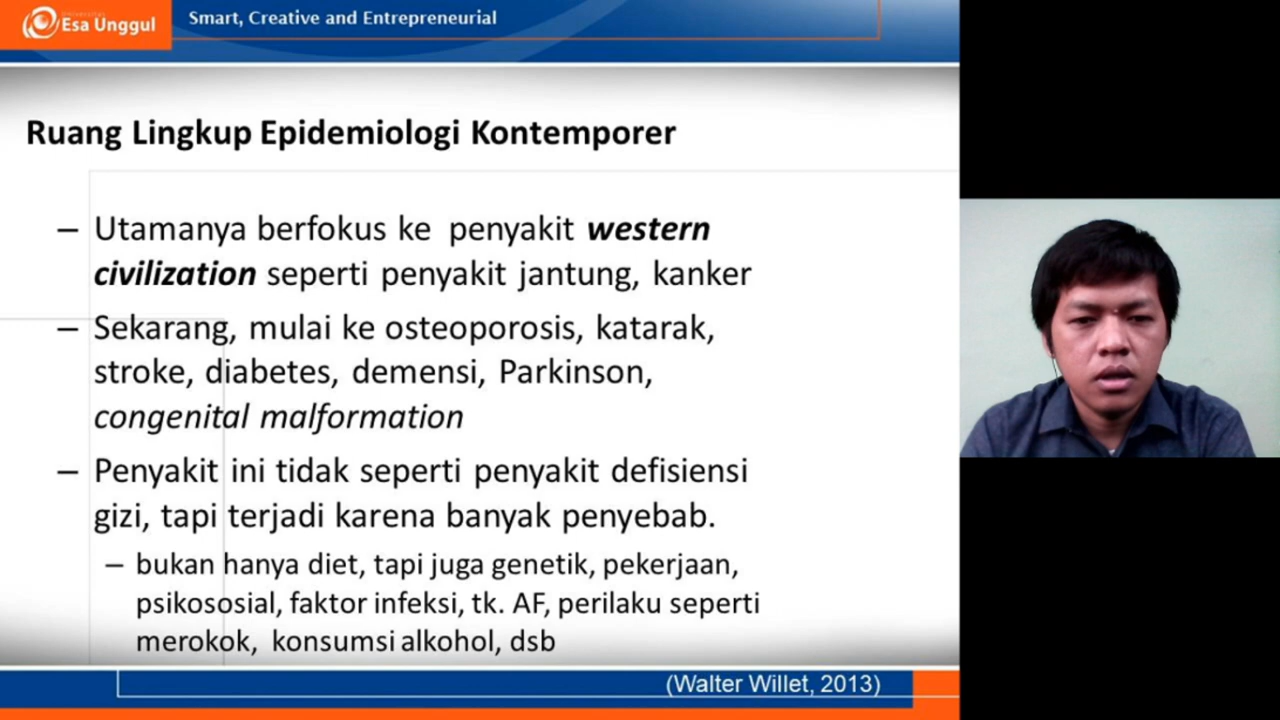 Esa Unggul
Smart, Creative and Entrepreneurial
Ruang Lingkup Epidemiologi Kontemporer
– Utamanya berfokus ke penyakit western
civilization seperti penyakit jantung, kanker
– Sekarang, mulai ke osteoporosis, katarak,
stroke, diabetes, demensi, Parkinson,
congenital malformation
– Penyakit ini tidak seperti penyakit defisiensi
gizi, tapi terjadi karena banyak penyebab.
– bukan hanya diet, tapi juga genetik, pekerjaan,
psikososial, faktor infeksi, tk. AF, perilaku seperti
merokok, konsumsi alkohol, dsb
(Walter Willet, 2013)